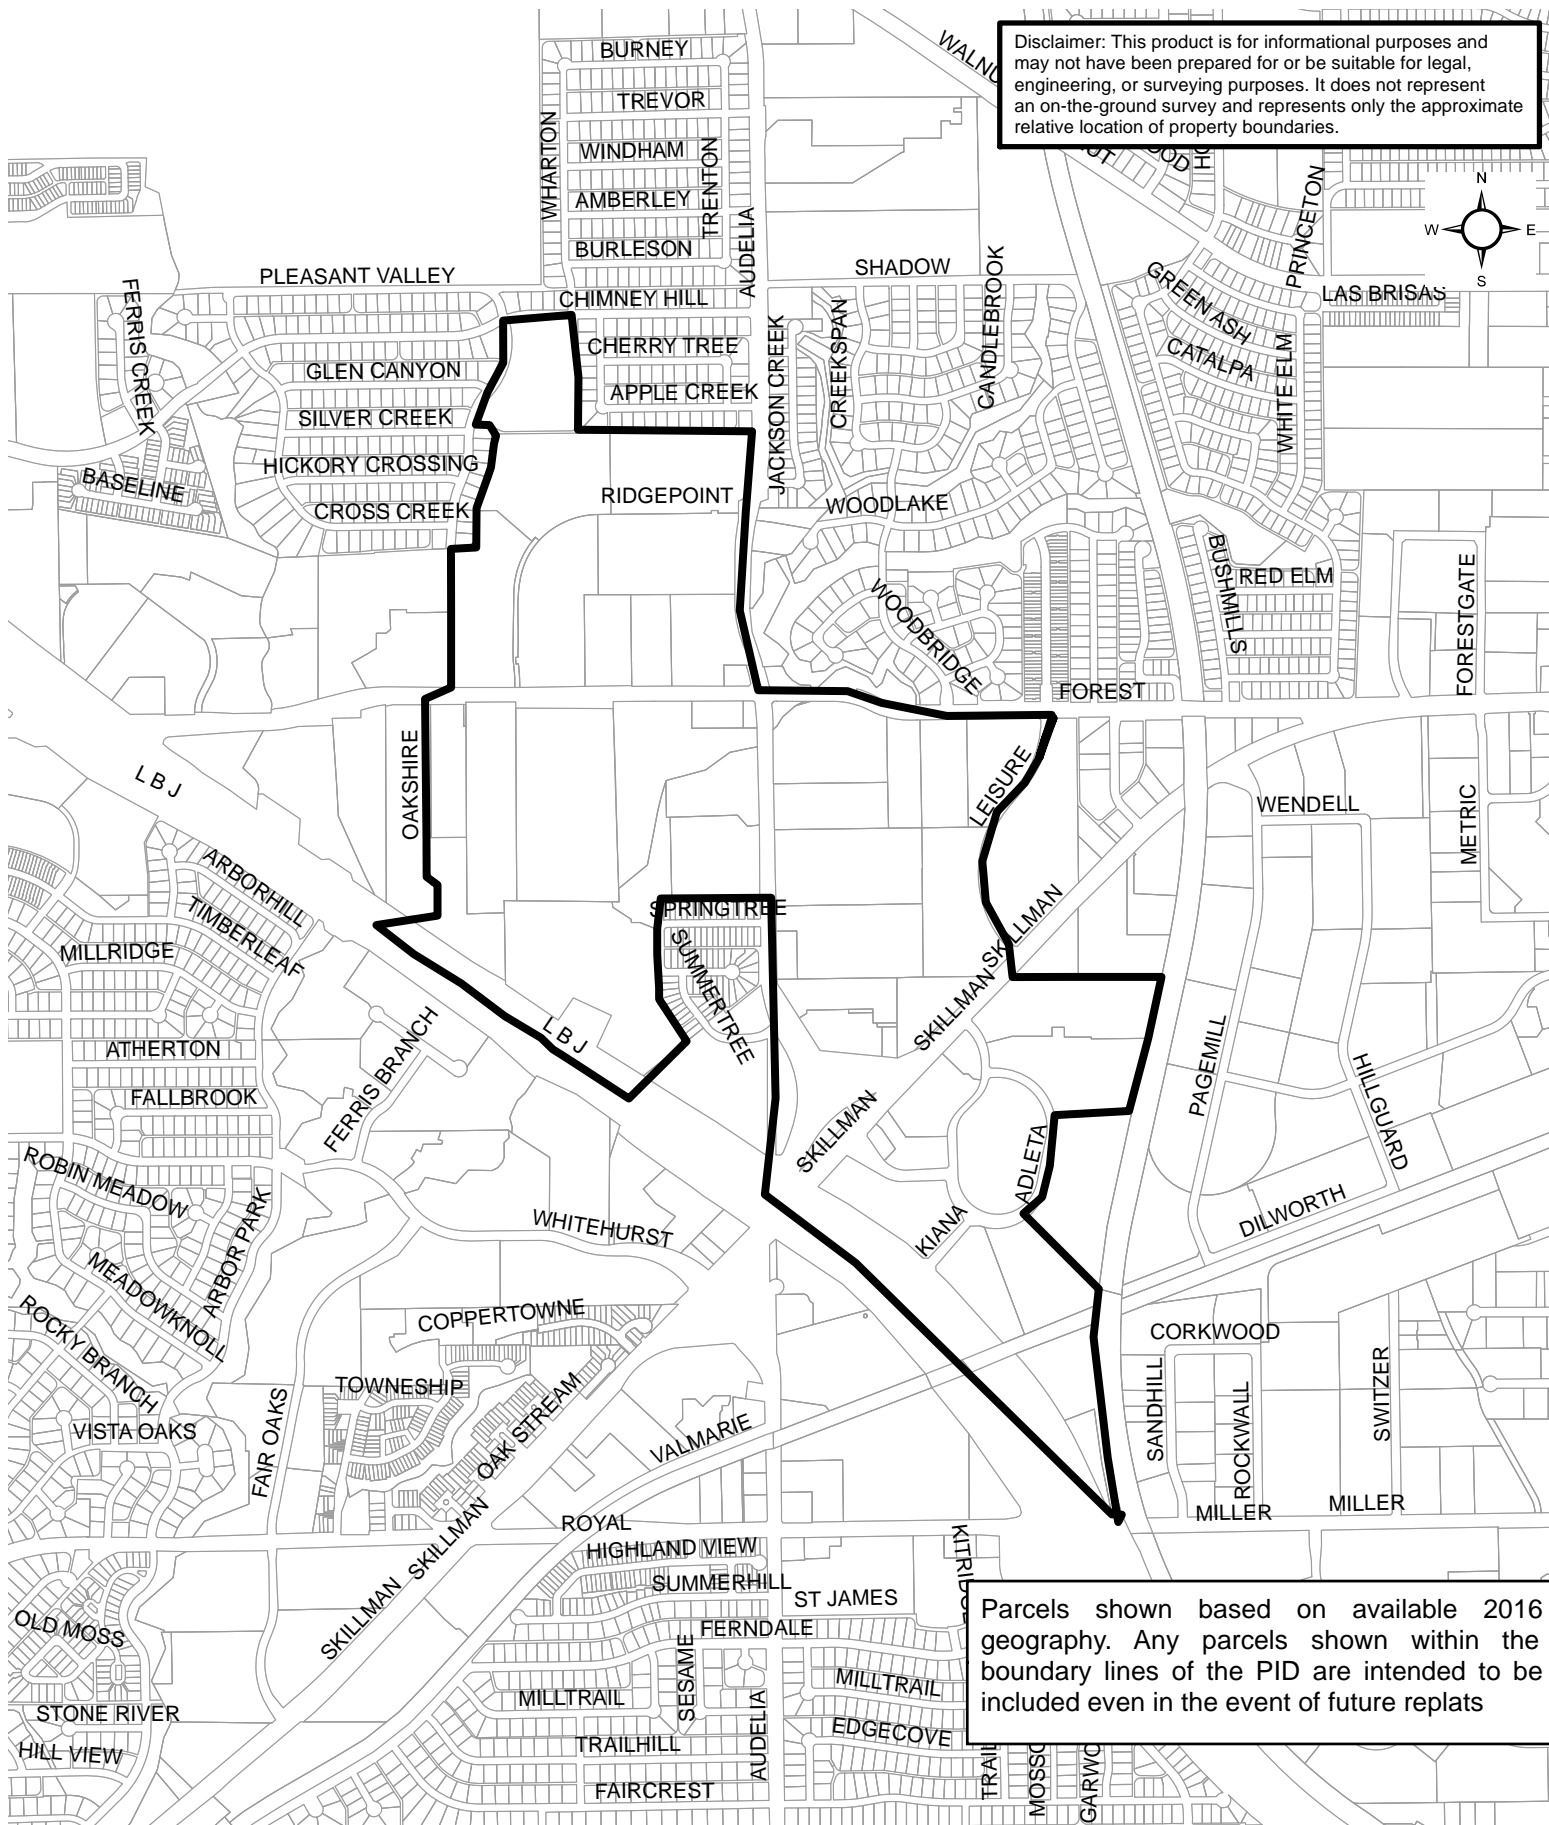 Disclaimer: This product is for informational purposes and
may not have been prepared for or be suitable for legal,
engineering, or surveying purposes. It does not represent
an on-the-ground survey and represents only the approximate
relative location of property boundaries.
N
W
E
S
BURNEY
TREVOR
WHARTON
WINDHAM
TRENTON
AMBERLEY
BURLESON
AUDELIA
SHADOW
CANDLEBROOK
PRINCETON
PLEASANT VALLEY
CHIMNEY HILL
GREEN ASH
LAS BRISAS
FERRIS CREEK
CHERRY TREE
JACKSON CREEK
CREEKSPAN
CATALPA
WHITE ELM
GLEN CANYON
APPLE CREEK
SILVER CREEK
HICKORY CROSSING
BASELINE
RIDGEPOINT
CROSS CREEK
WOODLAKE
BUSHMILLS
RED ELM
FORESTGATE
WOODBRIDGE
FOREST
OAKSHIRE
L B J
LEISURE
WENDELL
METRIC
ARBORHILL
TIMBERLEAF
SPRINGTREE
SKILLMAN
MILLRIDGE
SUMMERTREE
SKILLMAN
L B J
ATHERTON
FERRIS BRANCH
PAGEMILL
HILLGUARD
FALLBROOK
SKILLMAN
ADLETA
ROBIN MEADOW
ARBOR PARK
WHITEHURST
KIANA
DILWORTH
MEADOWKNOLL
COPPERTOWNE
ROCKY BRANCH
CORKWOOD
SWITZER
TOWNESHIP
FAIR OAKS
OAK STREAM
SANDHILL
ROCKWALL
VISTA OAKS
VALMARIE
SKILLMAN
MILLER
MILLER
ROYAL
HIGHLAND VIEW
SUMMERHILL
ST JAMES
SKILLMAN
OLD MOSS
FERNDALE
SESAME
MILLTRAIL
MILLTRAIL
STONE RIVER
AUDELIA
EDGECOVE
HILL VIEW
TRAILHILL
FAIRCREST
Parcels shown based on available 2016
geography. Any parcels shown within the
boundary lines of the PID are intended to be
included even in the event of future replats